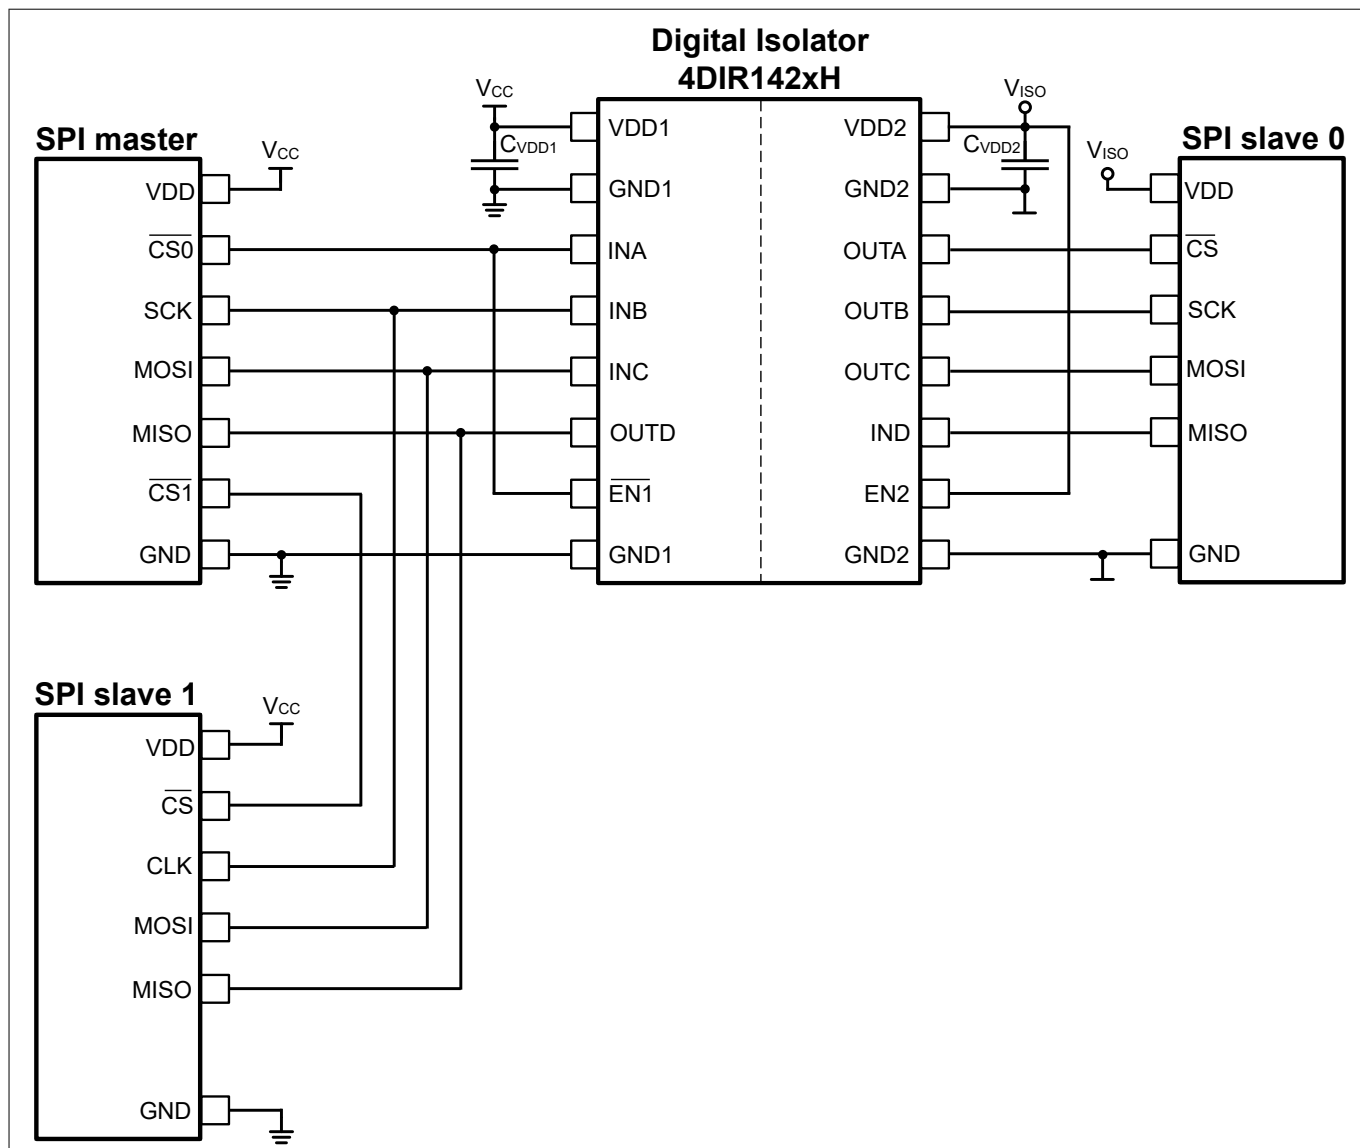 Digital Isolator
4DIR142xH
SPI master
VCC
VDD
CS0
SCK
MOSI
MISO
CS1
GND
VCC
CVDD1
VDD1
GND1
INA
INB
INC
OUTD
EN1
GND1
VDD2
GND2
OUTA
OUTB
OUTC
IND
EN2
GND2
VISO
CVDD2
SPI slave 0
VISO
VDD
CS
SCK
MOSI
MISO
GND
SPI slave 1
VCC
VDD
CS
CLK
MOSI
MISO
GND